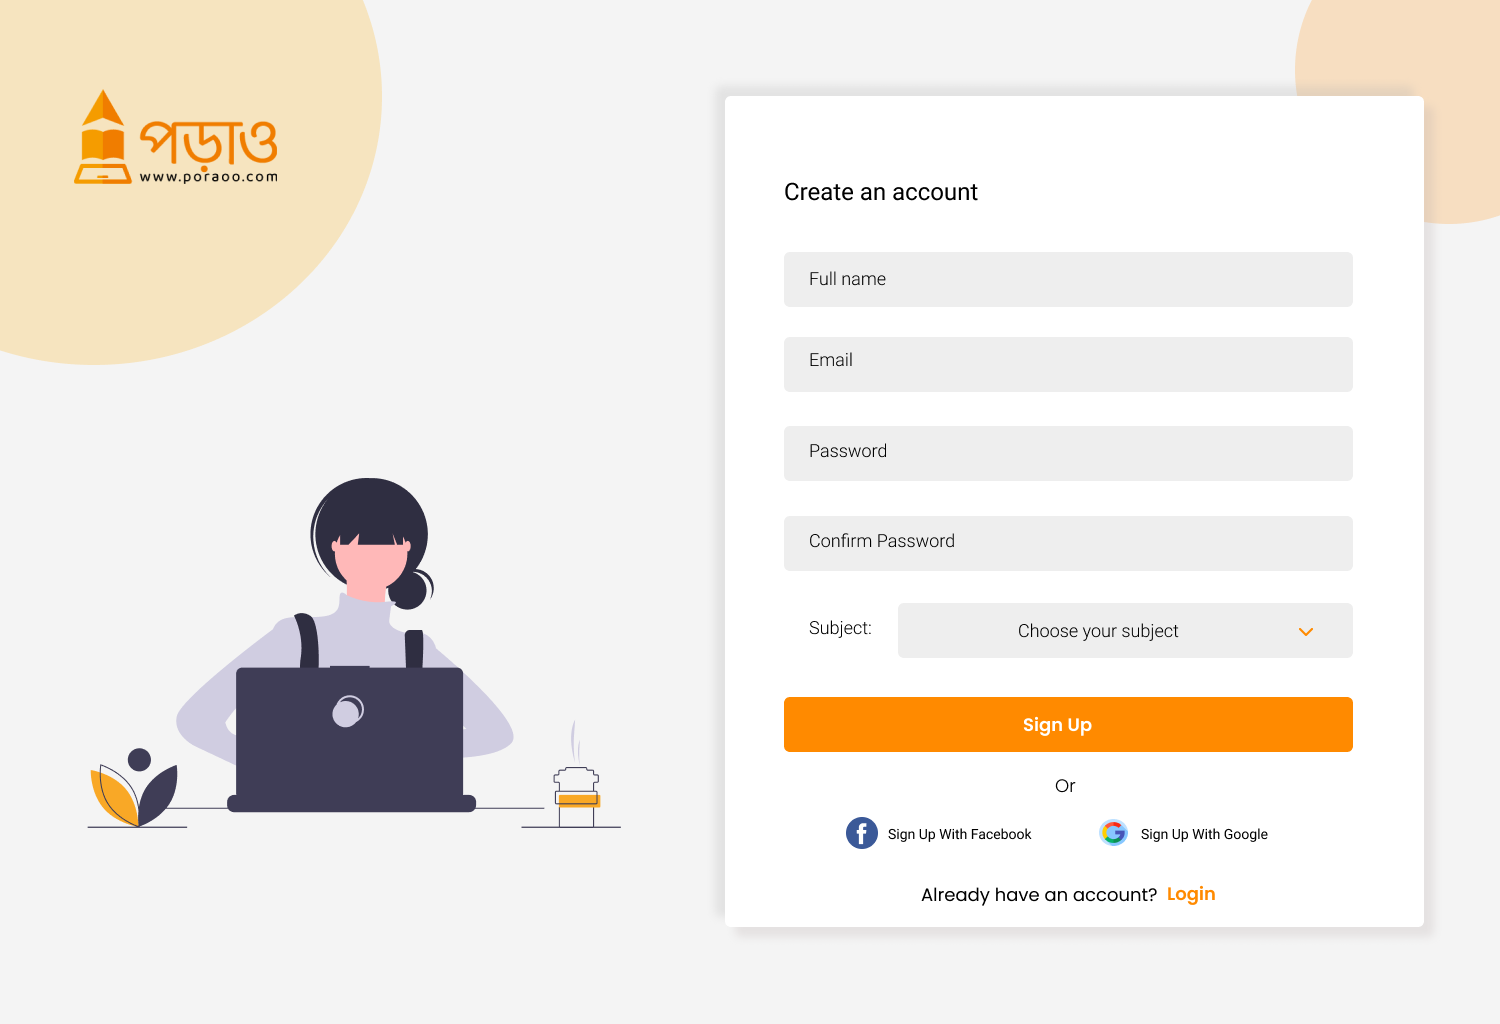 পড়াও
www.poraoo.com
Create an account
Full name
Email
Password
Confirm Password
Subject:
Choose your subject
Sign Up
Or
Sign Up With Facebook
Sign Up With Google
Already have an account? Login